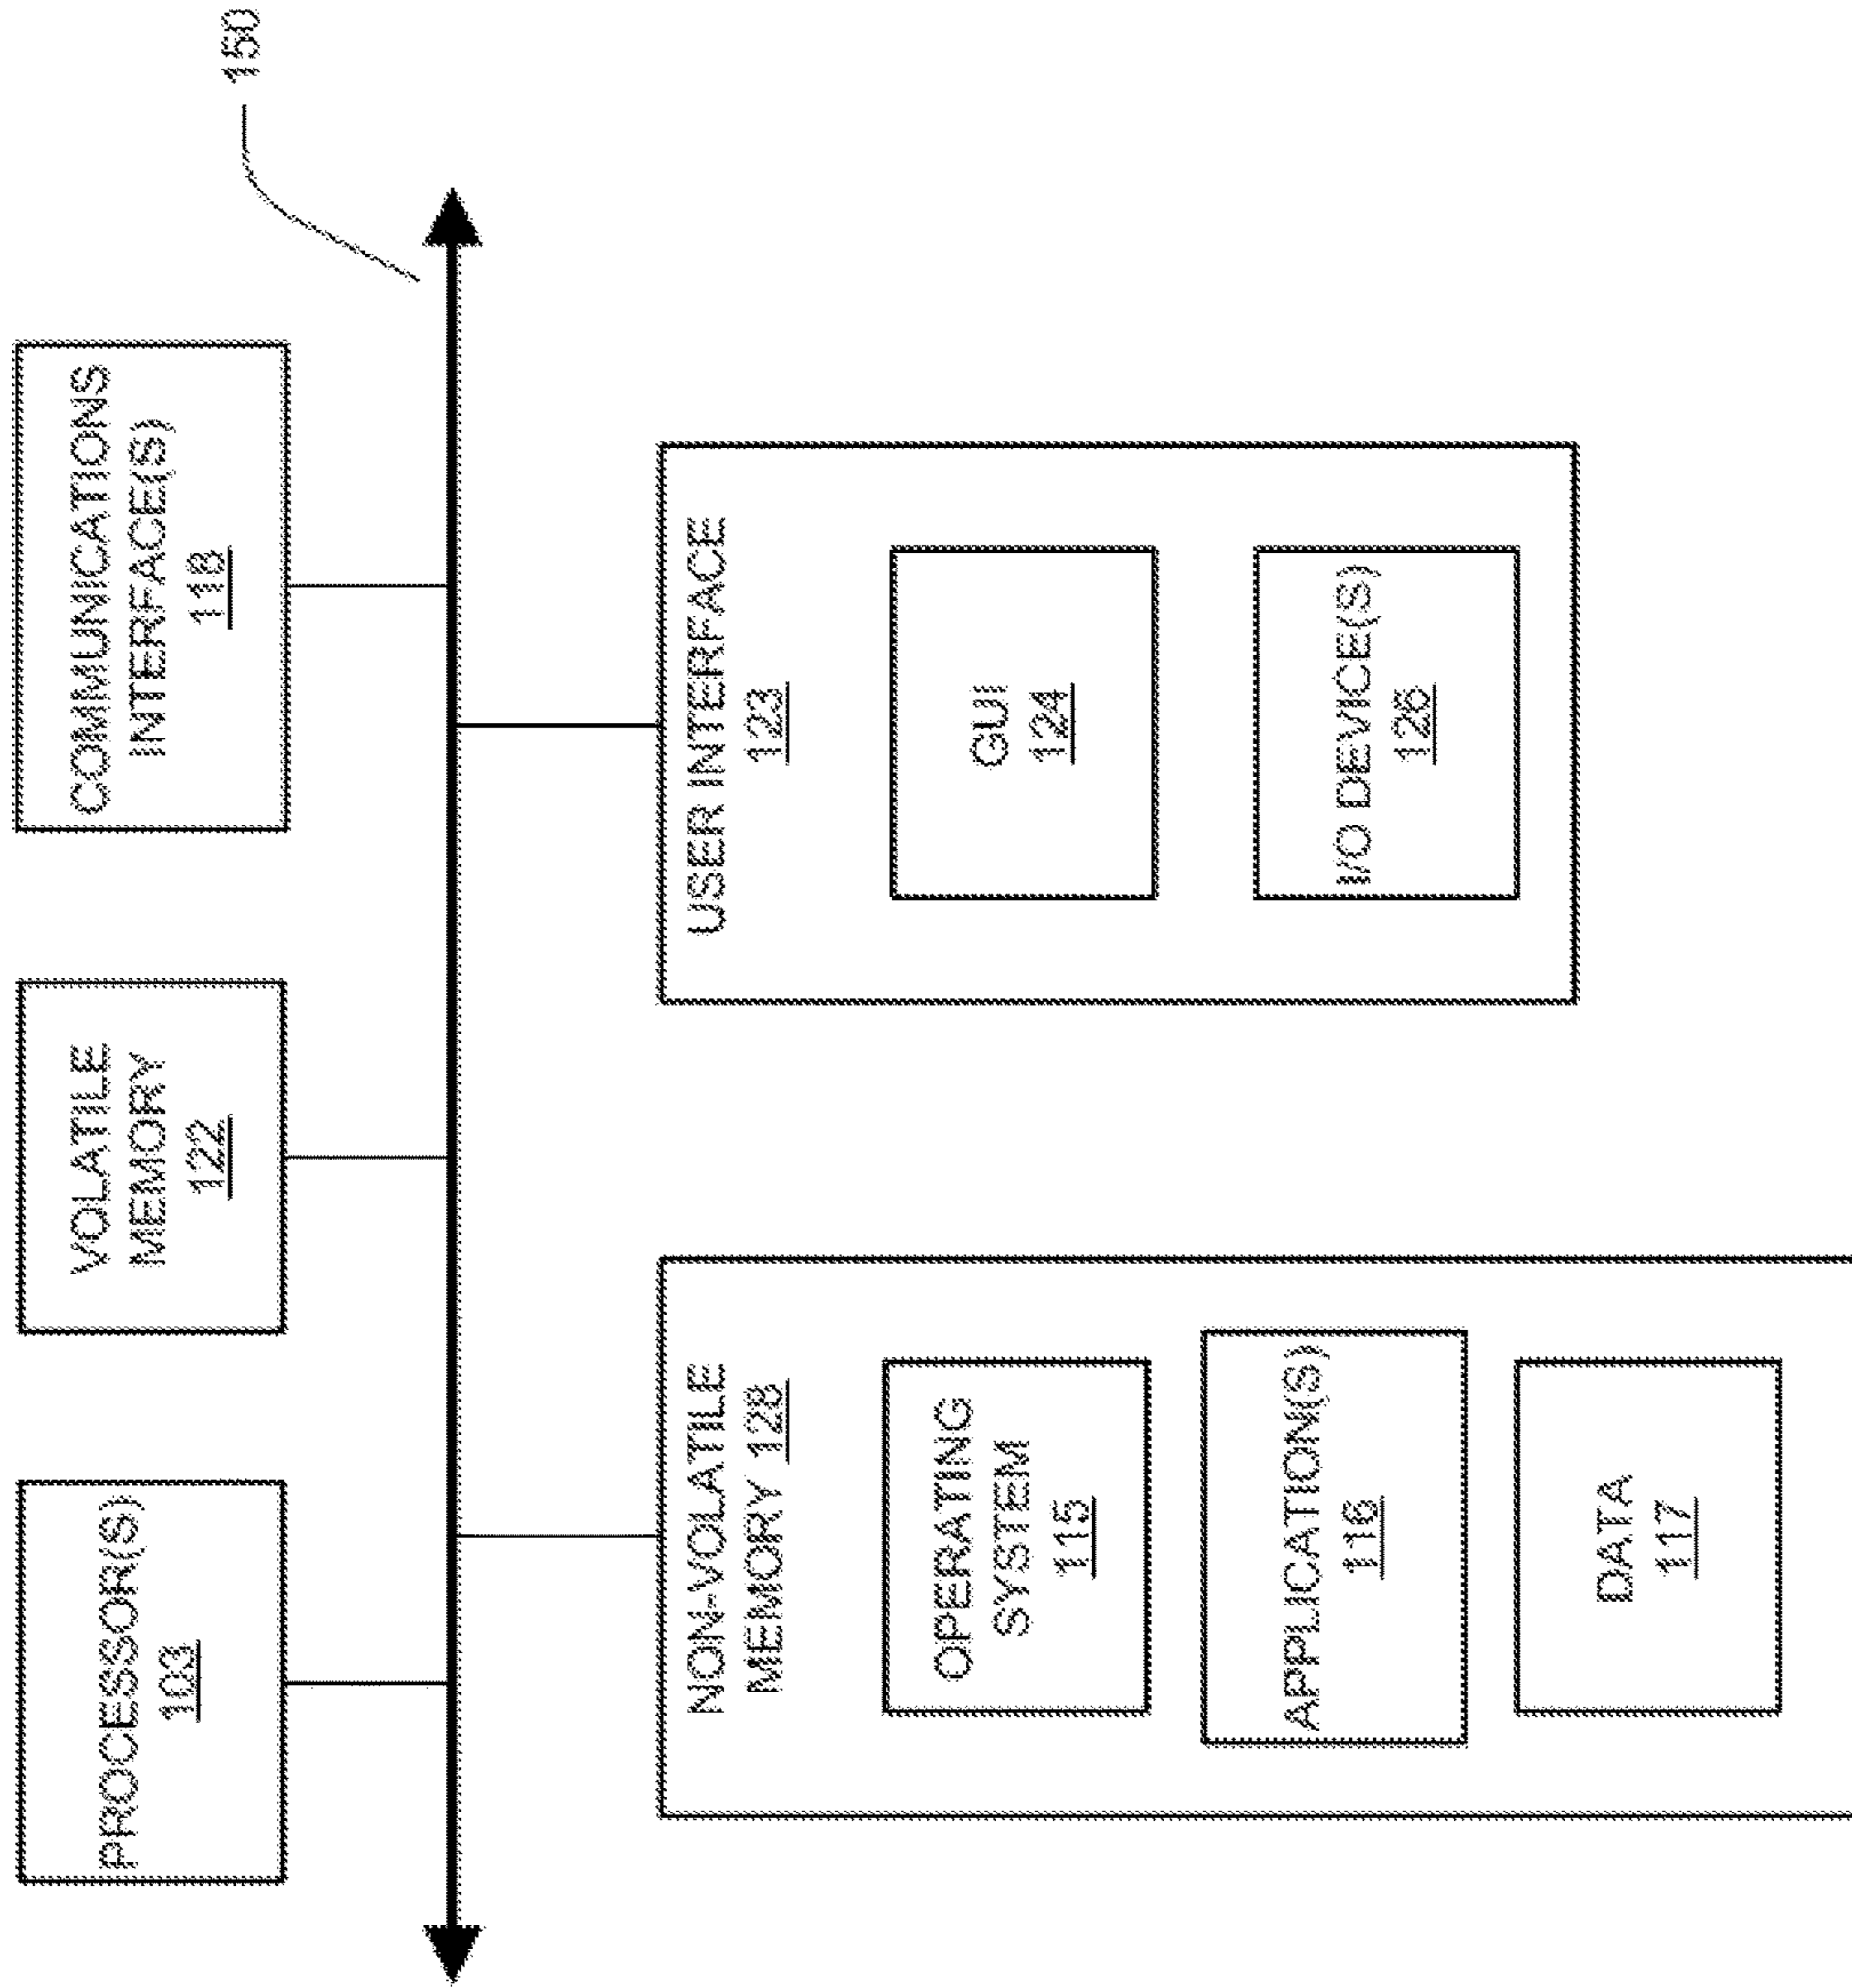 PROCESSOR(S)
103
VOLATILE
MEMORY
122
COMMUNICATIONS
INTERFACE(S)
118
150
NON-VOLATILE
MEMORY 128
OPERATING
SYSTEM
115
APPLICATION(S)
116
DATA
117
USER INTERFACE
123
GUI
124
I/O DEVICE(S)
126